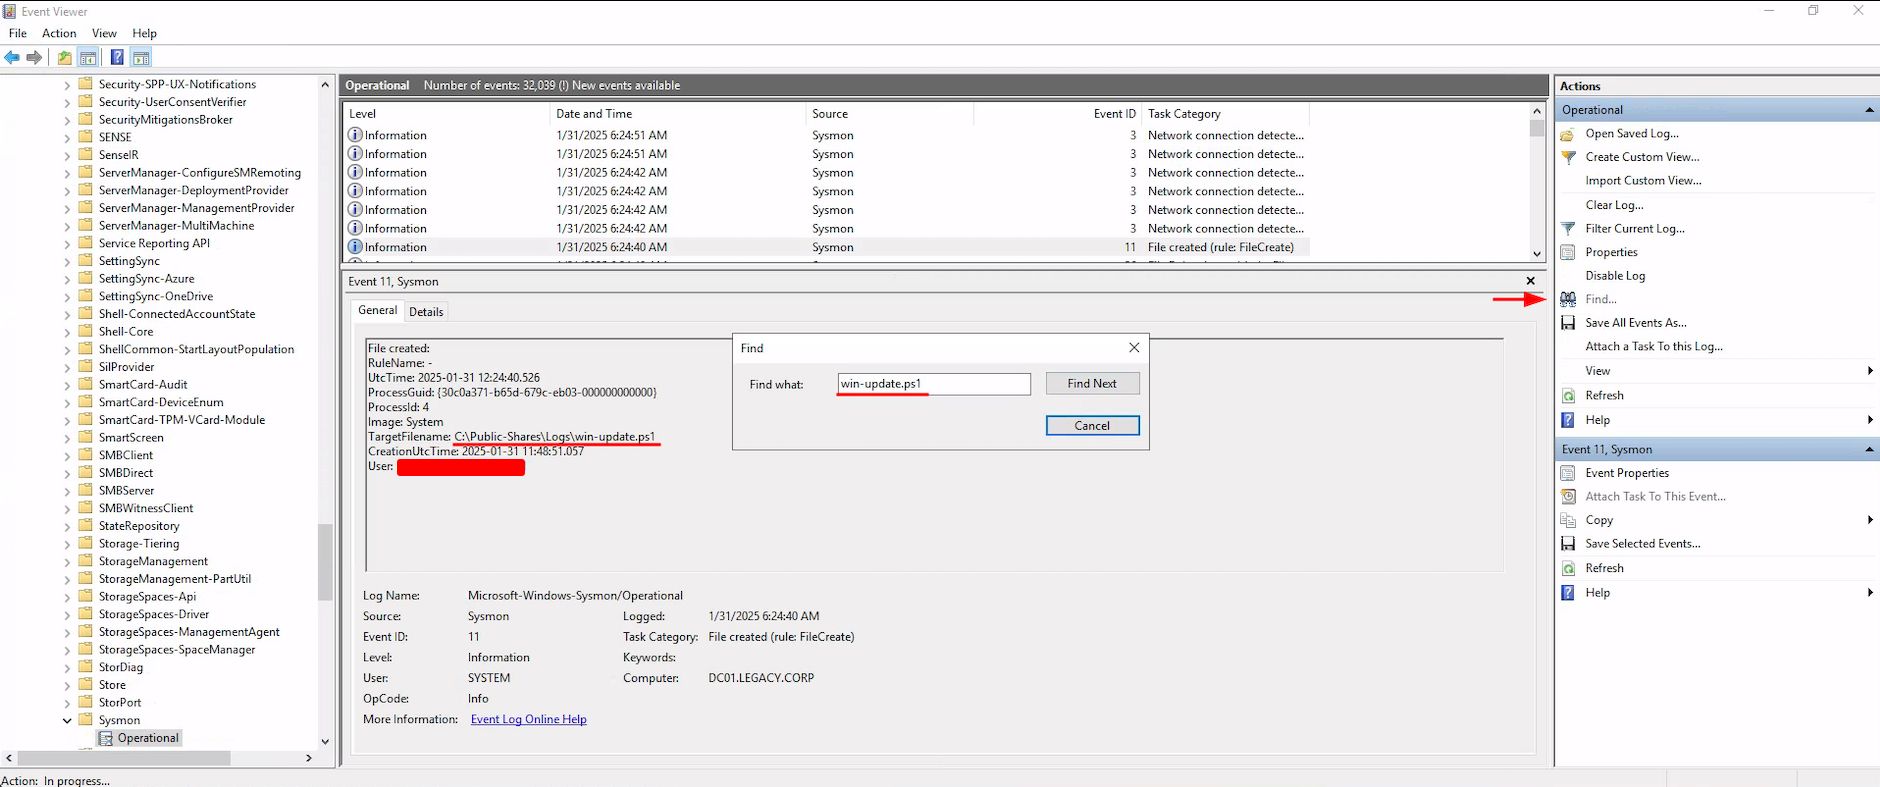 Event Viewer
File Action View Help
Security-SPP-UX-Notifications
Security-UserConsentVerifier
SecurityMitigationsBroker
SENSE
SenseIR
ServerManager-ConfigureSMRemoting
ServerManager-DeploymentProvider
ServerManager-ManagementProvider
ServerManager-MultiMachine
Service Reporting API
SettingSync
SettingSync-Azure
SettingSync-OneDrive
Shell-ConnectedAccountState
Shell-Core
ShellCommon-StartLayoutPopulation
SilProvider
SmartCard-Audit
SmartCard-DeviceEnum
SmartCard-TPM-VCard-Module
SmartScreen
SMBClient
SMBDirect
SMBServer
SMBWitnessClient
StateRepository
Storage-Tiering
StorageManagement
StorageManagement-PartUtil
StorageSpaces-Api
StorageSpaces-Driver
StorageSpaces-ManagementAgent
StorageSpaces-SpaceManager
StorDiag
Store
StorPort
Sysmon
Operational
Operational Number of events: 32,039 (!) New events available
Level Date and Time Source Event ID Task Category
Information 1/31/2025 6:24:51 AM Sysmon 3 Network connection detecte...
Information 1/31/2025 6:24:51 AM Sysmon 3 Network connection detecte...
Information 1/31/2025 6:24:42 AM Sysmon 3 Network connection detecte...
Information 1/31/2025 6:24:42 AM Sysmon 3 Network connection detecte...
Information 1/31/2025 6:24:42 AM Sysmon 3 Network connection detecte...
Information 1/31/2025 6:24:42 AM Sysmon 3 Network connection detecte...
Information 1/31/2025 6:24:40 AM Sysmon 11 File created (rule: FileCreate)
Event 11, Sysmon
General Details
File created:
RuleName: -
UtcTime: 2025-01-31 12:24:40.526
ProcessGuid: {30c0a371-b65d-679c-eb03-000000000000}
ProcessId: 4
Image: System
TargetFilename: C:\Public-Shares\Logs\win-update.ps1
CreationUtcTime: 2025-01-31 11:48:51.057
User:
Find
Find what: win-update.ps1 Find Next
Cancel
Log Name: Microsoft-Windows-Sysmon/Operational
Source: Sysmon Logged: 1/31/2025 6:24:40 AM
Event ID: 11 Task Category: File created (rule: FileCreate)
Level: Information Keywords:
User: SYSTEM Computer: DC01.LEGACY.CORP
OpCode: Info
More Information: Event Log Online Help
Actions
Operational
Open Saved Log...
Create Custom View...
Import Custom View...
Clear Log...
Filter Current Log...
Properties
Disable Log
Find...
Save All Events As...
Attach a Task To this Log...
View
Refresh
Help
Event 11, Sysmon
Event Properties
Attach Task To This Event...
Copy
Save Selected Events...
Refresh
Help
Action: In progress...